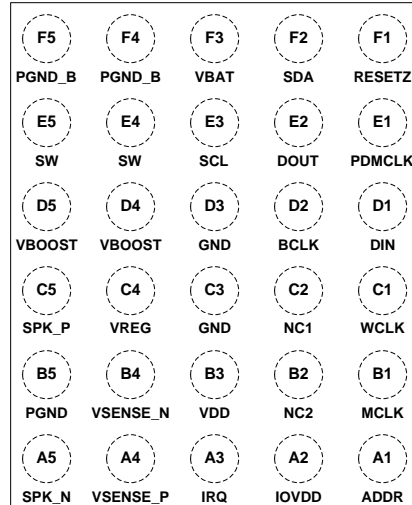 F5 F4 F3 F2 F1
PGND_B PGND_B VBAT SDA RESETZ
E5 E4 E3 E2 E1
SW SW SCL DOUT PDMCLK
D5 D4 D3 D2 D1
VBOOST VBOOST GND BCLK DIN
C5 C4 C3 C2 C1
SPK_P VREG GND NC1 WCLK
B5 B4 B3 B2 B1
PGND VSENSE_N VDD NC2 MCLK
A5 A4 A3 A2 A1
SPK_N VSENSE_P IRQ IOVDD ADDR